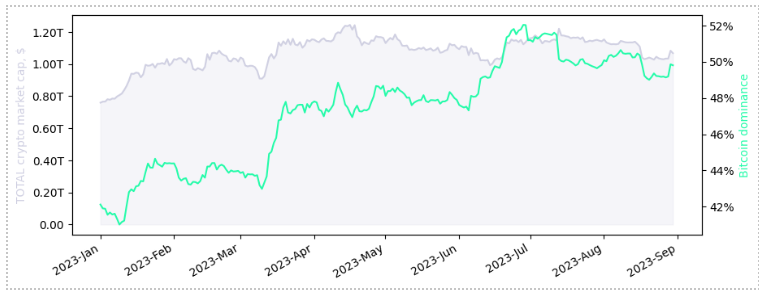 TOTAL crypto market cap, $
1.20T
1.00T
0.80T
0.60T
0.40T
0.20T
0.00
52%
50%
48%
46%
44%
42%
Bitcoin dominance
2023-Jan
2023-Feb
2023-Mar
2023-Apr
2023-May
2023-Jun
2023-Jul
2023-Aug
2023-Sep